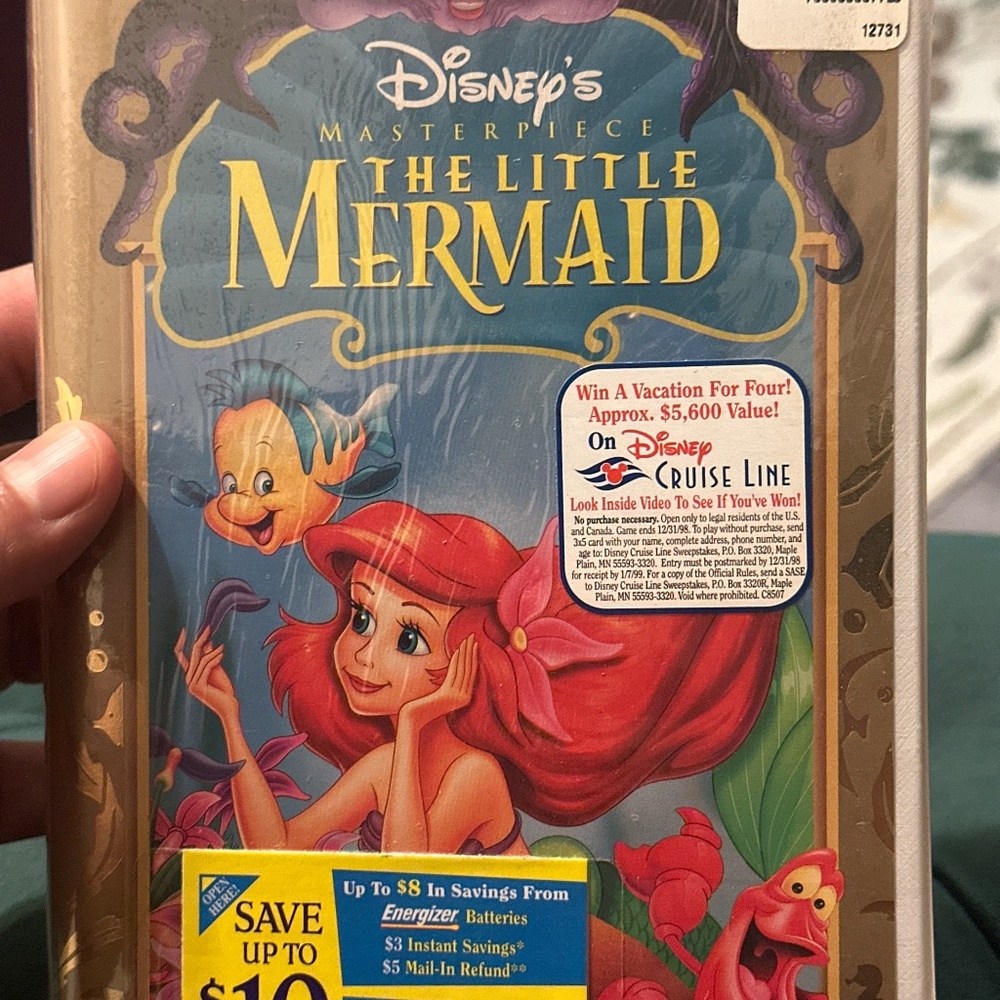 12731
Disney's
MASTERPIECE
THE LITTLE
MERMAID
Win A Vacation For Four!
Approx. $5,600 Value!
On Disney
CRUISE LINE
Look Inside Video To See If You've Won!
No purchase necessary. Open only to legal residents of the U.S.
and Canada. Game ends 12/31/98. To play without purchase, send
3x5 card with your name, complete address, phone number, and
age to: Disney Cruise Line Sweepstakes, P.O. Box 3320, Maple
Plain, MN 55593-3320. Entry must be postmarked by 12/31/98
for receipt by 1/7/99. For a copy of the Official Rules, send a SASE
to Disney Cruise Line Sweepstakes, P.O. Box 3320R, Maple
Plain, MN 55593-3320. Void where prohibited. C8507
OPEN
HERE!
SAVE
UP TO
$10
Up To $8 In Savings From
Energizer Batteries
$3 Instant Savings*
$5 Mail-In Refund**